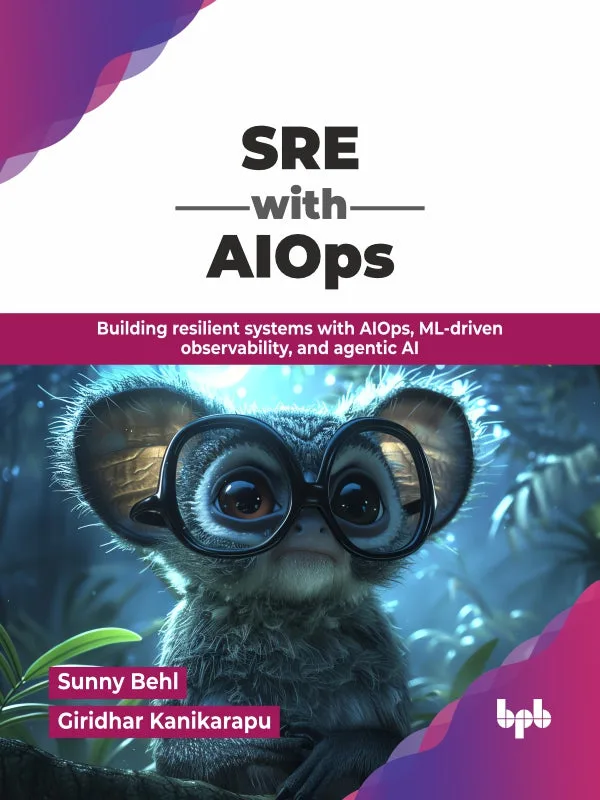 SRE
with
AIOps
Building resilient systems with AIOps, ML-driven
observability, and agentic AI
Sunny Behl
Giridhar Kanikarapu
bpb